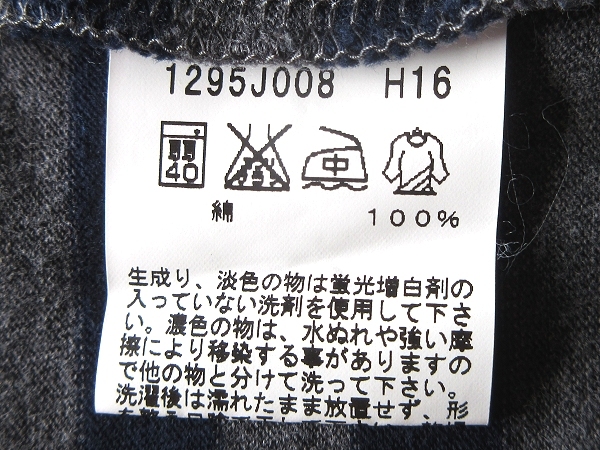 1295J008 H16
弱 40 中
綿 100%
生成り、淡色の物は蛍光増白剤の
入っていない洗剤を使用して下さ
い。濃色の物は、水ぬれや強い摩
擦により移染する事がありますの
で他の物と分けて洗って下さい。
洗濯後は濡れたまま放置せず、形